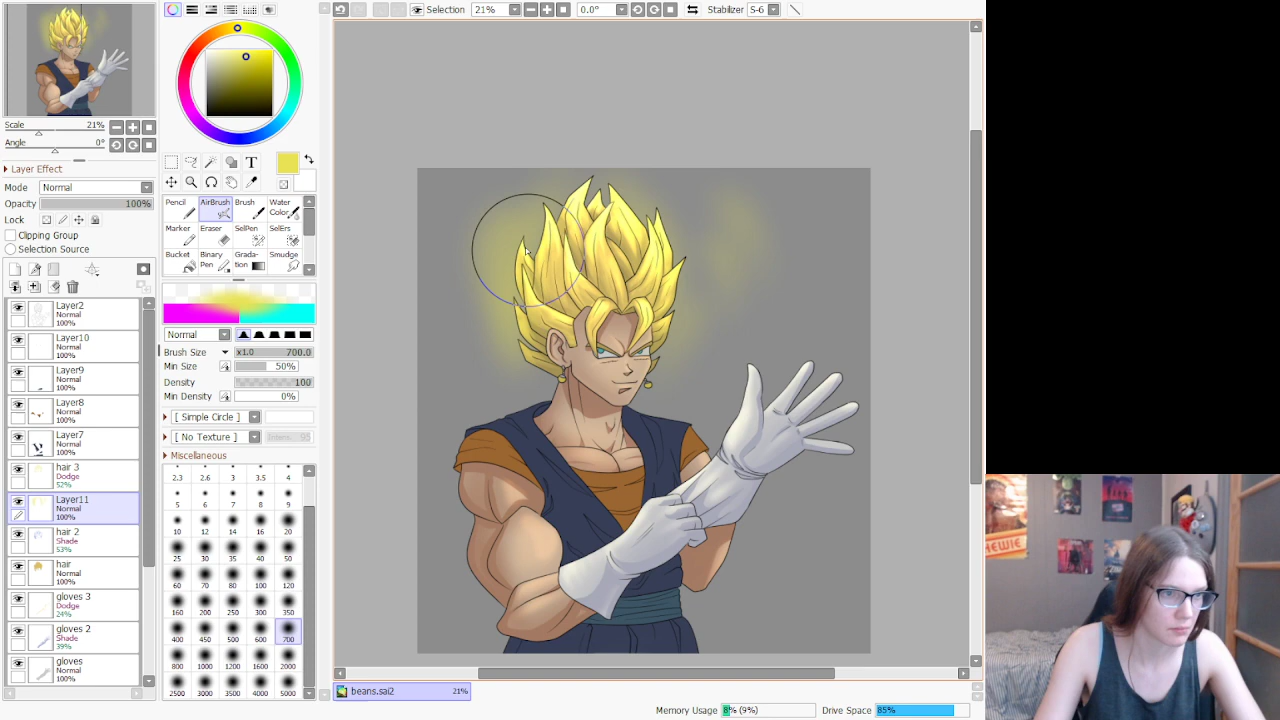 Selection
21%
0.0°
Stabilizer
S-6
Scale
21%
Angle
0°
Layer Effect
Mode
Normal
Opacity
100%
Lock
Clipping Group
Selection Source
Layer2
Normal
100%
Layer10
Normal
100%
Layer9
Normal
100%
Layer8
Normal
100%
Layer7
Normal
100%
hair 3
Dodge
52%
Layer11
Normal
100%
hair 2
Shade
53%
hair
Normal
100%
gloves 3
Dodge
24%
gloves 2
Shade
39%
gloves
Normal
100%
T
Pencil
AirBrush
Brush
Water
Color
Marker
Eraser
SelPen
SelErs
Bucket
Binary
Pen
Grada-
tion
Smudge
Normal
Brush Size
x1.0
700.0
Min Size
50%
Density
100
Min Density
0%
[ Simple Circle ]
[ No Texture ]
Intens.
95
Miscellaneous
2.3 2.6 3 3.5 4
5 6 7 8 9
10 12 14 16 20
25 30 35 40 50
60 70 80 100 120
160 200 250 300 350
400 450 500 600 700
800 1000 1200 1600 2000
2500 3000 3500 4000 5000
beans.sai2
21%
Memory Usage
8% (9%)
Drive Space
85%
HEWIE